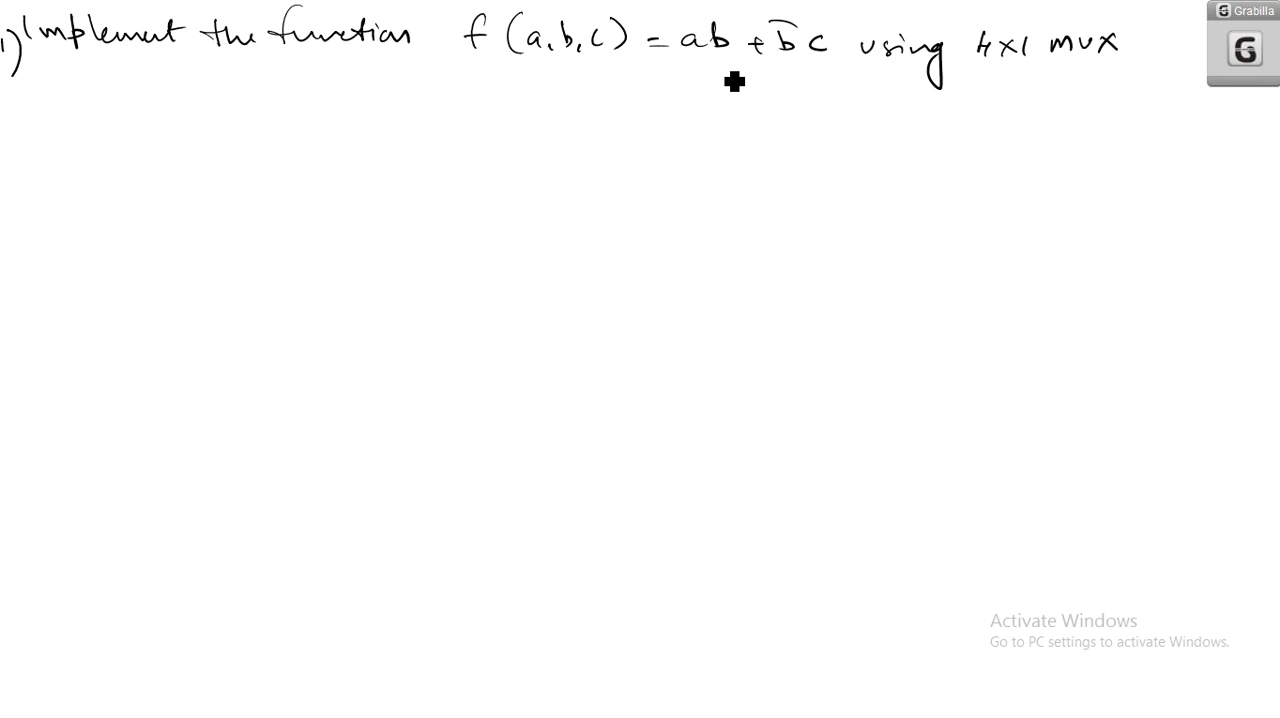 1) Implement the function f(a,b,c) = ab + b̅c using 4x1 mux
Grabilla
G
Activate Windows
Go to PC settings to activate Windows.